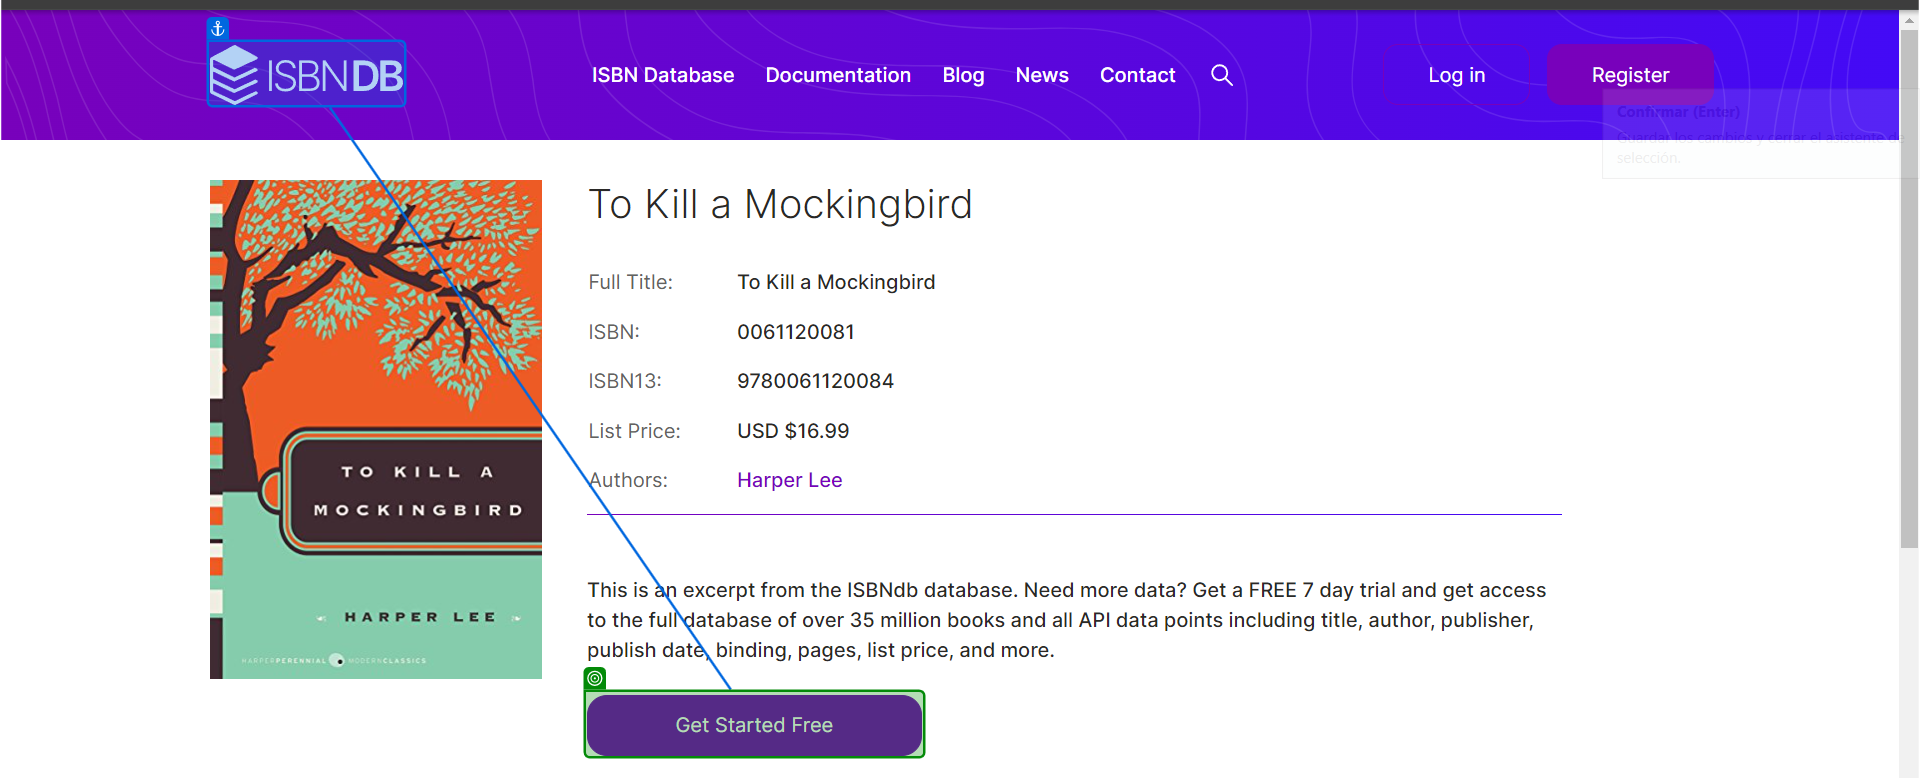 ISBNDB
ISBN Database Documentation Blog News Contact
Log in Register
Confirmar (Enter)
Guardar los cambios y cerrar el asistente de
selección.
To Kill a Mockingbird
Full Title: To Kill a Mockingbird
ISBN: 0061120081
ISBN13: 9780061120084
List Price: USD $16.99
Authors: Harper Lee
TO KILL A
MOCKINGBIRD
HARPER LEE
HARPERPERENNIAL MODERNCLASSICS
This is an excerpt from the ISBNdb database. Need more data? Get a FREE 7 day trial and get access
to the full database of over 35 million books and all API data points including title, author, publisher,
publish date, binding, pages, list price, and more.
Get Started Free